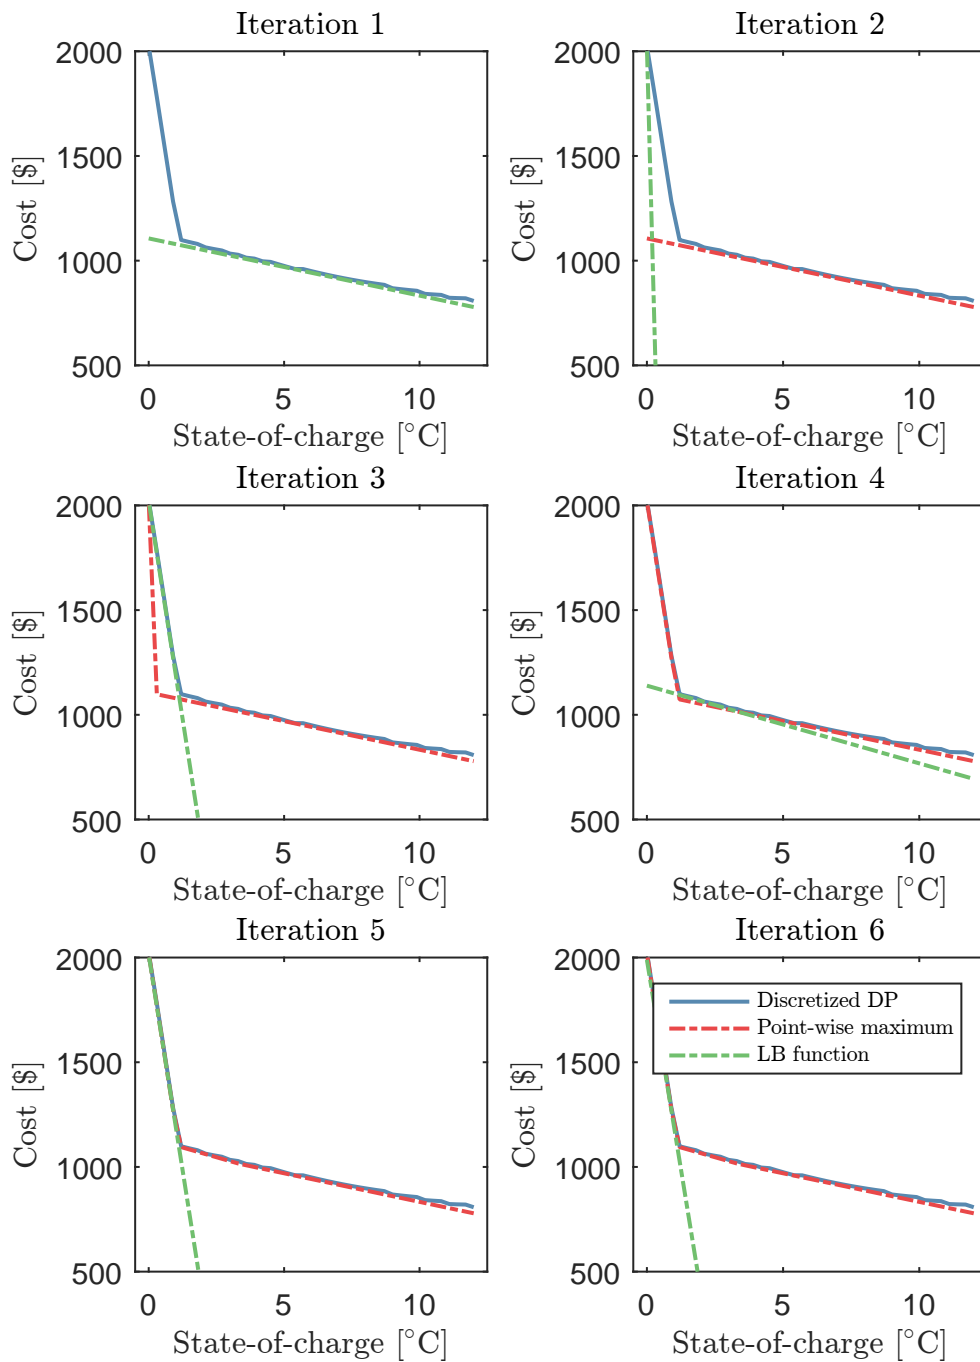 Iteration 1
Iteration 2
2000
1500
1000
500
Cost [$]
0 5 10
State-of-charge [°C]
2000
1500
1000
500
Cost [$]
0 5 10
State-of-charge [°C]
Iteration 3
Iteration 4
2000
1500
1000
500
Cost [$]
0 5 10
State-of-charge [°C]
2000
1500
1000
500
Cost [$]
0 5 10
State-of-charge [°C]
Iteration 5
Iteration 6
2000
1500
1000
500
Cost [$]
0 5 10
State-of-charge [°C]
2000
1500
1000
500
Cost [$]
Discretized DP
Point-wise maximum
LB function
0 5 10
State-of-charge [°C]